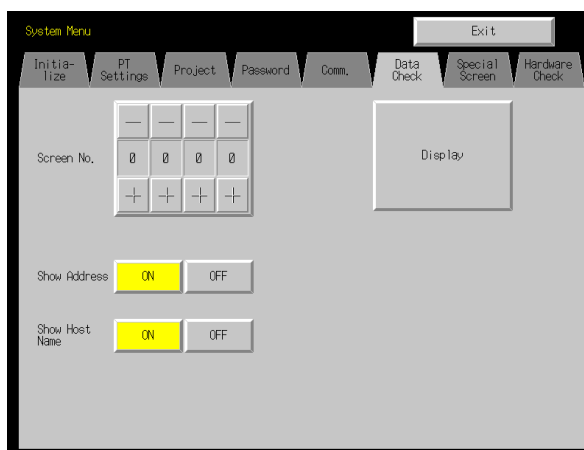 System Menu
Exit
Initia-
lize
PT
Settings
Project
Password
Comm.
Data
Check
Special
Screen
Hardware
Check
— — — —
Screen No.
0 0 0 0
+ + + +
Display
Show Address
ON
OFF
Show Host
Name
ON
OFF